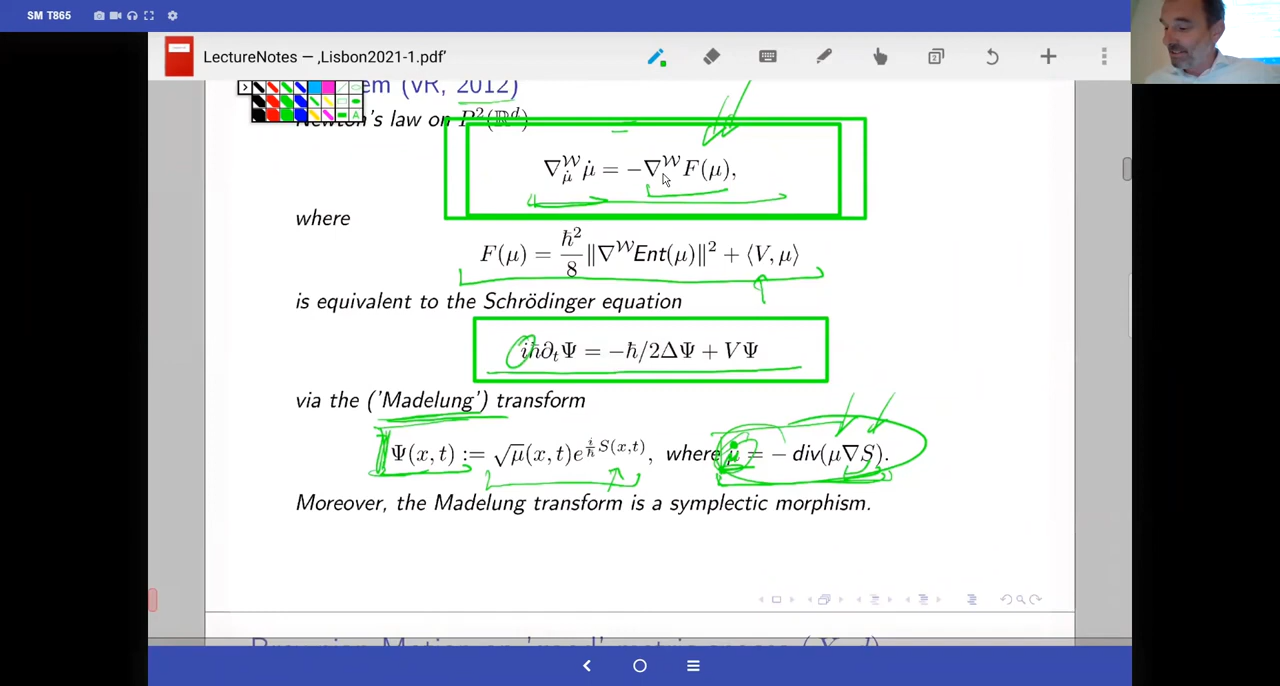 SM T865
LectureNotes — ‚Lisbon2021-1.pdf'
em (VR, 2012)
Newton's law on P²(ℝᵈ)
∇^𝒲_μ̇ μ̇ = −∇^𝒲 F(μ),
where
F(μ) = ħ²/8 ‖∇^𝒲 Ent(μ)‖² + ⟨V, μ⟩
is equivalent to the Schrödinger equation
iħ∂ₜΨ = −ħ/2ΔΨ + VΨ
via the ('Madelung') transform
Ψ(x, t) := √μ(x, t)e^{i/ħ S(x,t)}, where μ̇ = − div(μ∇S).
Moreover, the Madelung transform is a symplectic morphism.